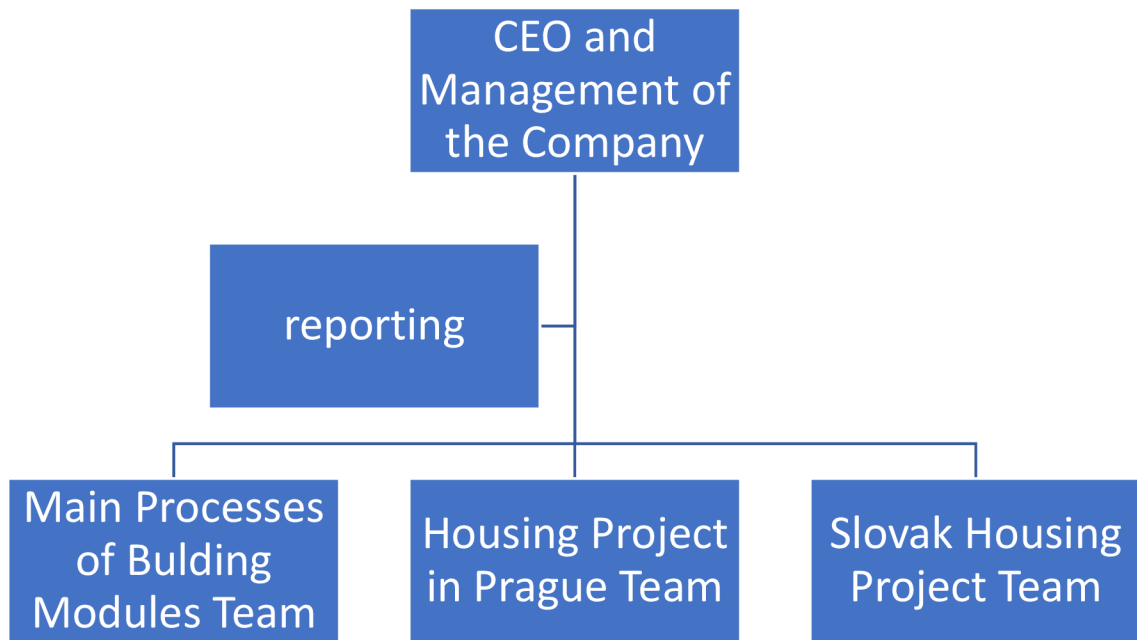 CEO and
Management of
the Company
reporting
Main Processes
of Bulding
Modules Team
Housing Project
in Prague Team
Slovak Housing
Project Team